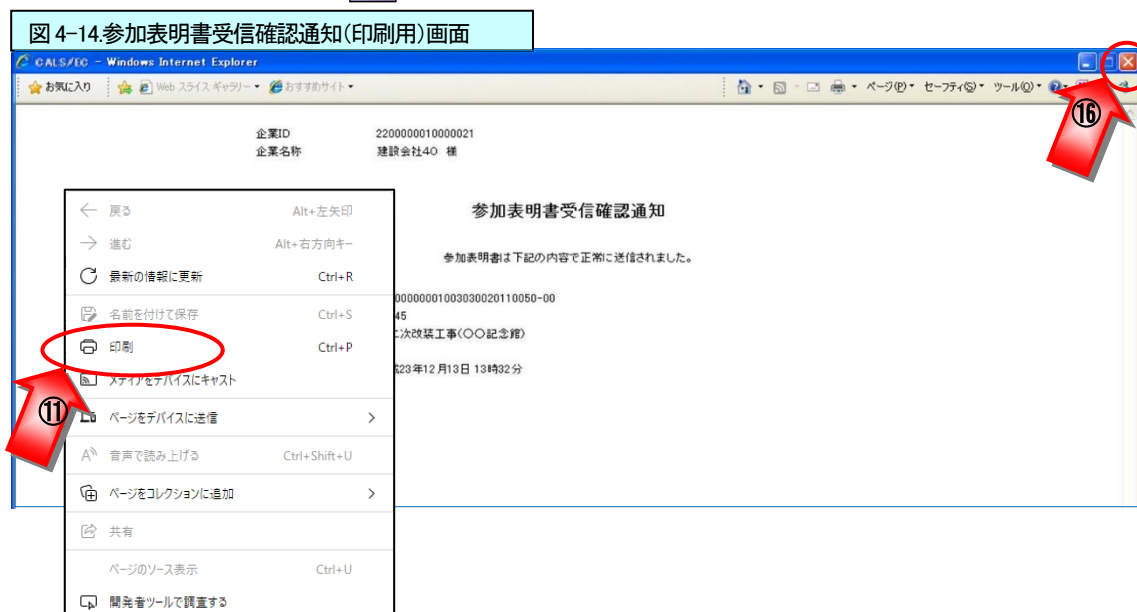 図 4-14.参加表明書受信確認通知(印刷用)画面
CALS/EC - Windows Internet Explorer
お気に入り Web スライス ギャラリー おすすめサイト ページ(P) セーフティ(S) ツール(O)
⑯
企業ID 2200000010000021
企業名称 建設会社40 様
参加表明書受信確認通知
参加表明書は下記の内容で正常に送信されました。
00000001003030020110050-00
45
二次改装工事(〇〇記念館)
23年12月13日 13時32分
戻る Alt+左矢印
進む Alt+右方向キー
最新の情報に更新 Ctrl+R
名前を付けて保存 Ctrl+S
印刷 Ctrl+P
メディアをデバイスにキャスト
⑪
ページをデバイスに送信
音声で読み上げる Ctrl+Shift+U
ページをコレクションに追加
共有
ページのソース表示 Ctrl+U
開発者ツールで調査する